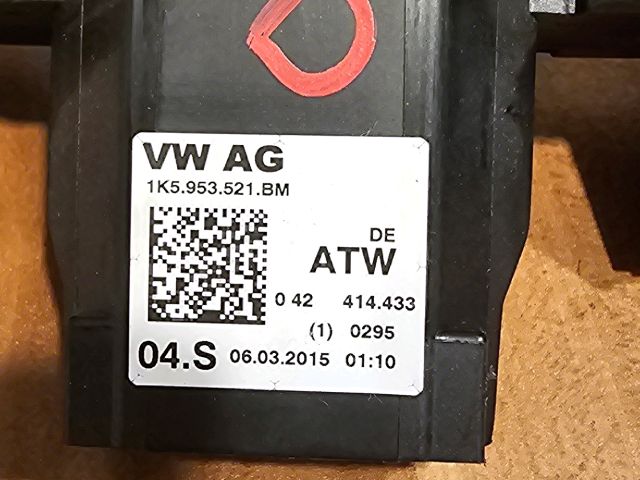 VW AG
1K5.953.521.BM
DE
ATW
0 42 414.433
(1) 0295
04.S 06.03.2015 01:10